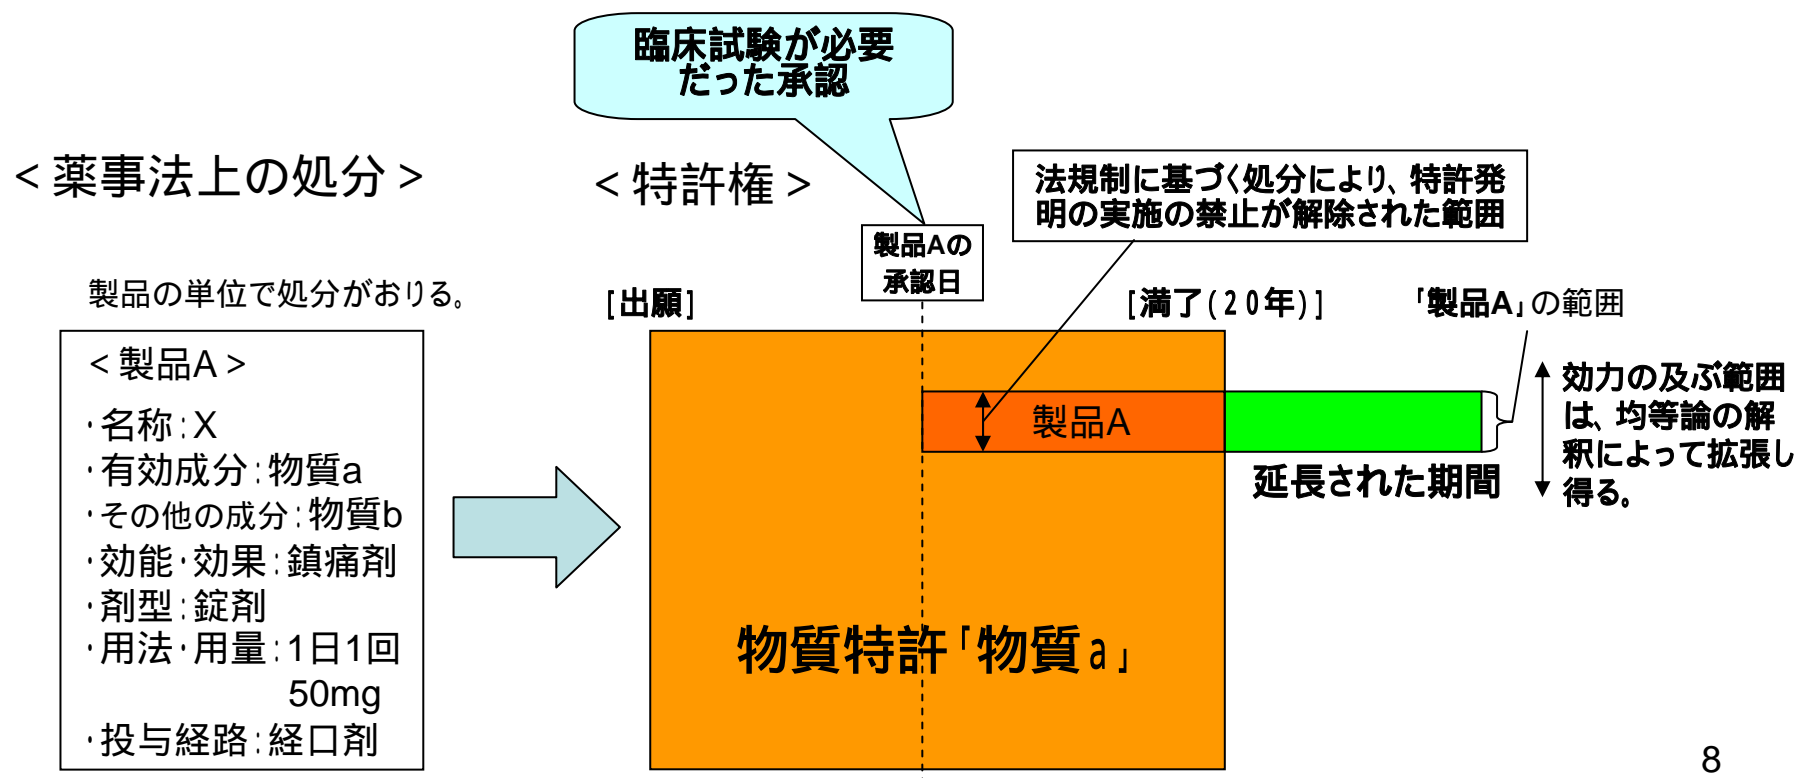 臨床試験が必要
だった承認
<薬事法上の処分>
<特許権>
法規制に基づく処分により、特許発
明の実施の禁止が解除された範囲
製品Aの
承認日
製品の単位で処分がおりる。
[出願]
[満了(20年)]
「製品A」の範囲
<製品A>
・名称:X
・有効成分:物質a
・その他の成分:物質b
・効能・効果:鎮痛剤
・剤型:錠剤
・用法・用量:1日1回
50mg
・投与経路:経口剤
製品A
延長された期間
効力の及ぶ範囲
は、均等論の解
釈によって拡張し
得る。
物質特許「物質a」
8